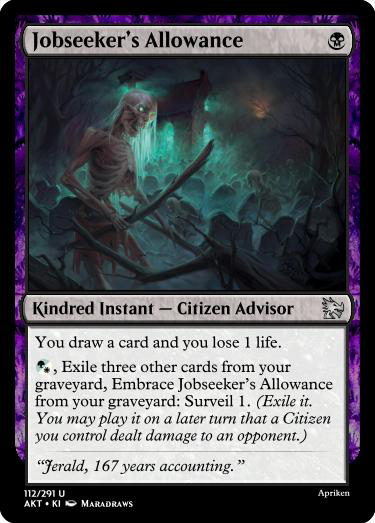 Jobseeker's Allowance
Kindred Instant — Citizen Advisor
You draw a card and you lose 1 life.
, Exile three other cards from your
graveyard, Embrace Jobseeker's Allowance
from your graveyard: Surveil 1. (Exile it.
You may play it on a later turn that a Citizen
you control dealt damage to an opponent.)
"Jerald, 167 years accounting."
112/291 U
Apriken
AKT • KI Maradraws